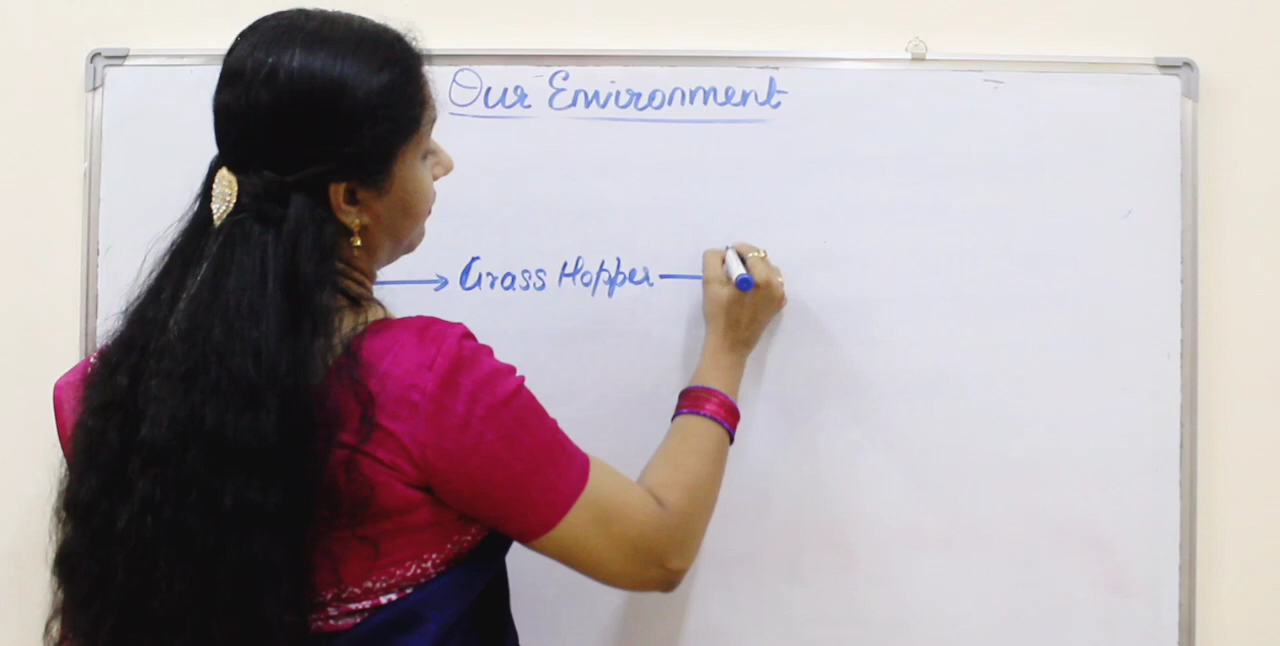 Our Environment
→ Grass Hopper —